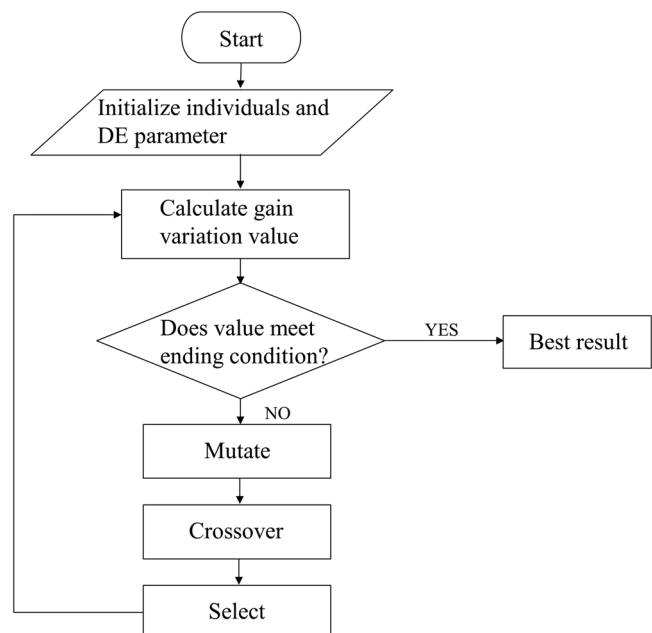 Start
Initialize individuals and
DE parameter
Calculate gain
variation value
Does value meet
ending condition?
YES
Best result
NO
Mutate
Crossover
Select